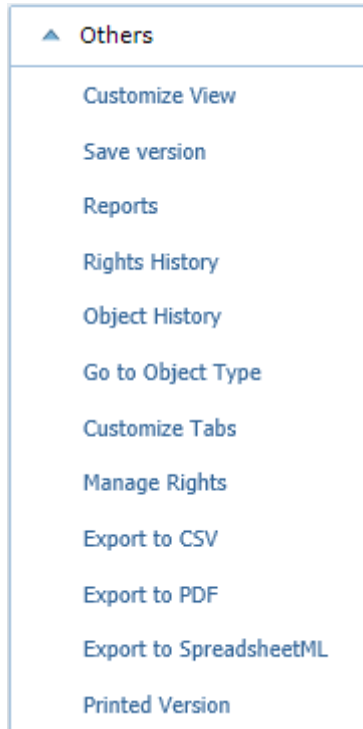 Others
Customize View
Save version
Reports
Rights History
Object History
Go to Object Type
Customize Tabs
Manage Rights
Export to CSV
Export to PDF
Export to SpreadsheetML
Printed Version